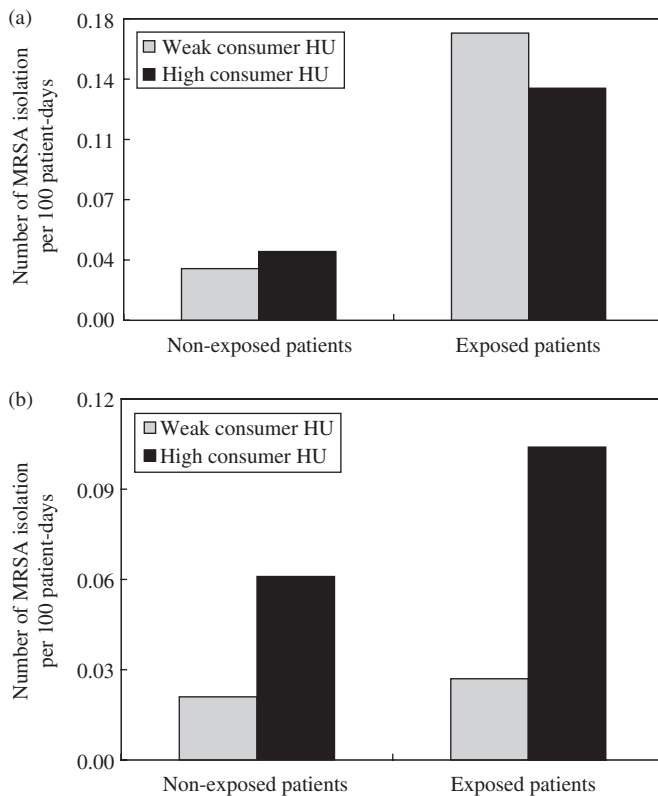 (a)
Number of MRSA isolation
per 100 patient-days
0.18
0.14
0.11
0.07
0.04
0.00
Weak consumer HU
High consumer HU
Non-exposed patients
Exposed patients
(b)
Number of MRSA isolation
per 100 patient-days
0.12
0.09
0.06
0.03
0.00
Weak consumer HU
High consumer HU
Non-exposed patients
Exposed patients